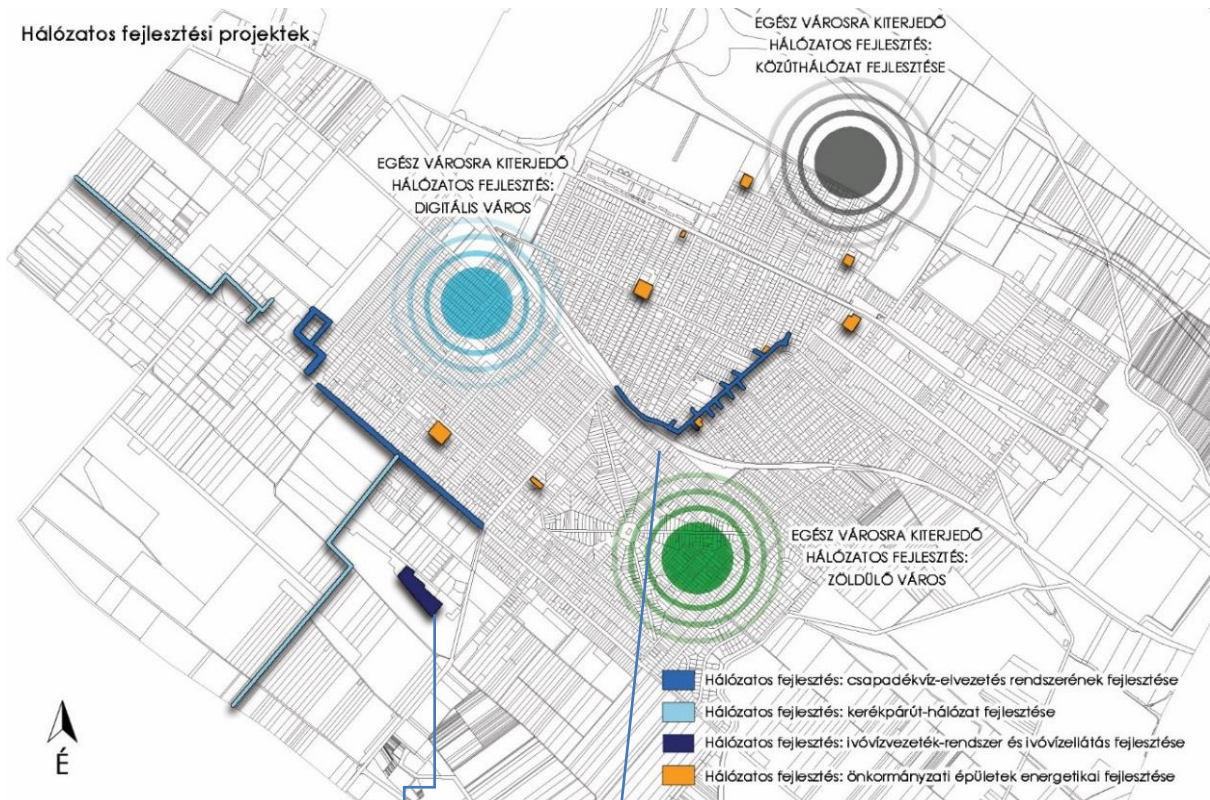 Hálózatos fejlesztési projektek
EGÉSZ VÁROSRA KITERJEDŐ
HÁLÓZATOS FEJLESZTÉS:
KÖZÚTHÁLÓZAT FEJLESZTÉSE
EGÉSZ VÁROSRA KITERJEDŐ
HÁLÓZATOS FEJLESZTÉS:
DIGITÁLIS VÁROS
EGÉSZ VÁROSRA KITERJEDŐ
HÁLÓZATOS FEJLESZTÉS:
ZÖLDÜLŐ VÁROS
Hálózatos fejlesztés: csapadékvíz-elvezetés rendszerének fejlesztése
Hálózatos fejlesztés: kerékpárút-hálózat fejlesztése
Hálózatos fejlesztés: ivóvízvezeték-rendszer és ivóvízellátás fejlesztése
Hálózatos fejlesztés: önkormányzati épületek energetikai fejlesztése
É